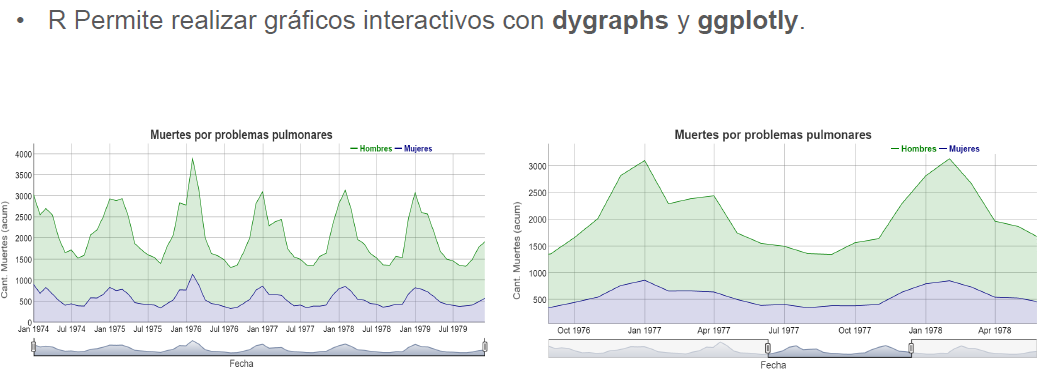 • R Permite realizar gráficos interactivos con dygraphs y ggplotly.
Muertes por problemas pulmonares
Hombres Mujeres
Cant. Muertes (acum)
4000
3500
3000
2500
2000
1500
1000
500
0
Jan 1974 Jul 1974 Jan 1975 Jul 1975 Jan 1976 Jul 1976 Jan 1977 Jul 1977 Jan 1978 Jul 1978 Jan 1979 Jul 1979
Fecha
Muertes por problemas pulmonares
Hombres Mujeres
Cant. Muertes (acum)
3000
2500
2000
1500
1000
500
Oct 1976 Jan 1977 Apr 1977 Jul 1977 Oct 1977 Jan 1978 Apr 1978
Fecha